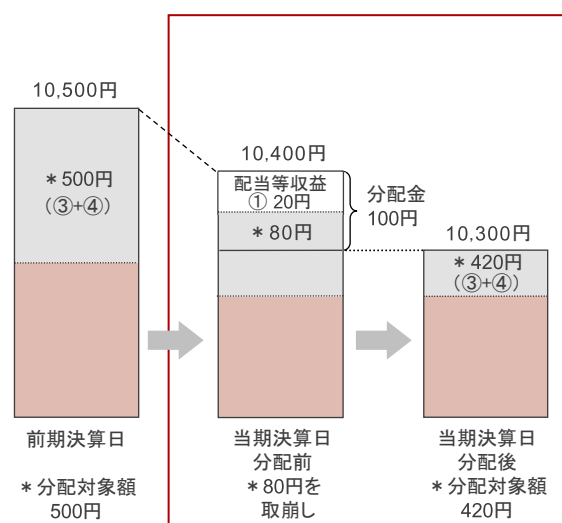 10,500円
＊500円
（③+④）
前期決算日
＊分配対象額
500円
10,400円
配当等収益
① 20円
＊80円
分配金
100円
当期決算日
分配前
＊80円を
取崩し
10,300円
＊420円
（③+④）
当期決算日
分配後
＊分配対象額
420円